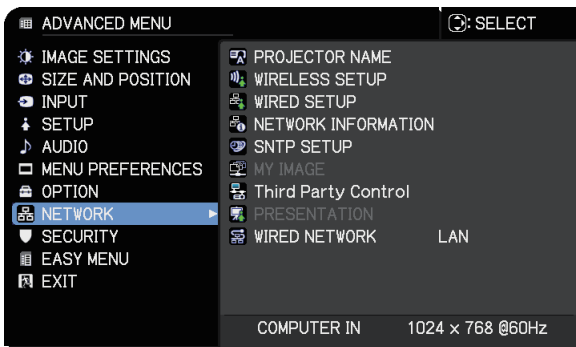 ADVANCED MENU
: SELECT
IMAGE SETTINGS
SIZE AND POSITION
INPUT
SETUP
AUDIO
MENU PREFERENCES
OPTION
NETWORK
SECURITY
EASY MENU
EXIT
PROJECTOR NAME
WIRELESS SETUP
WIRED SETUP
NETWORK INFORMATION
SNTP SETUP
MY IMAGE
Third Party Control
PRESENTATION
WIRED NETWORK LAN
COMPUTER IN 1024 x 768 @60Hz